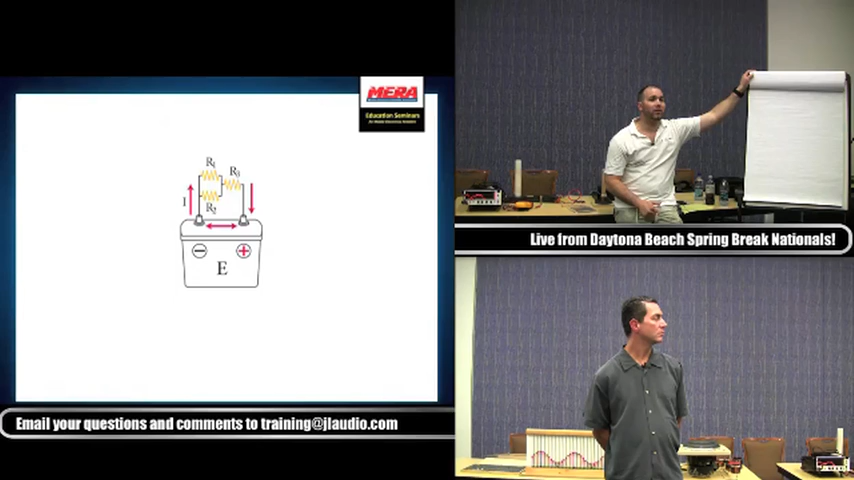 MERA
Education Seminars
R1
R3
I
R2
− +
E
Email your questions and comments to training@jlaudio.com
Live from Daytona Beach Spring Break Nationals!